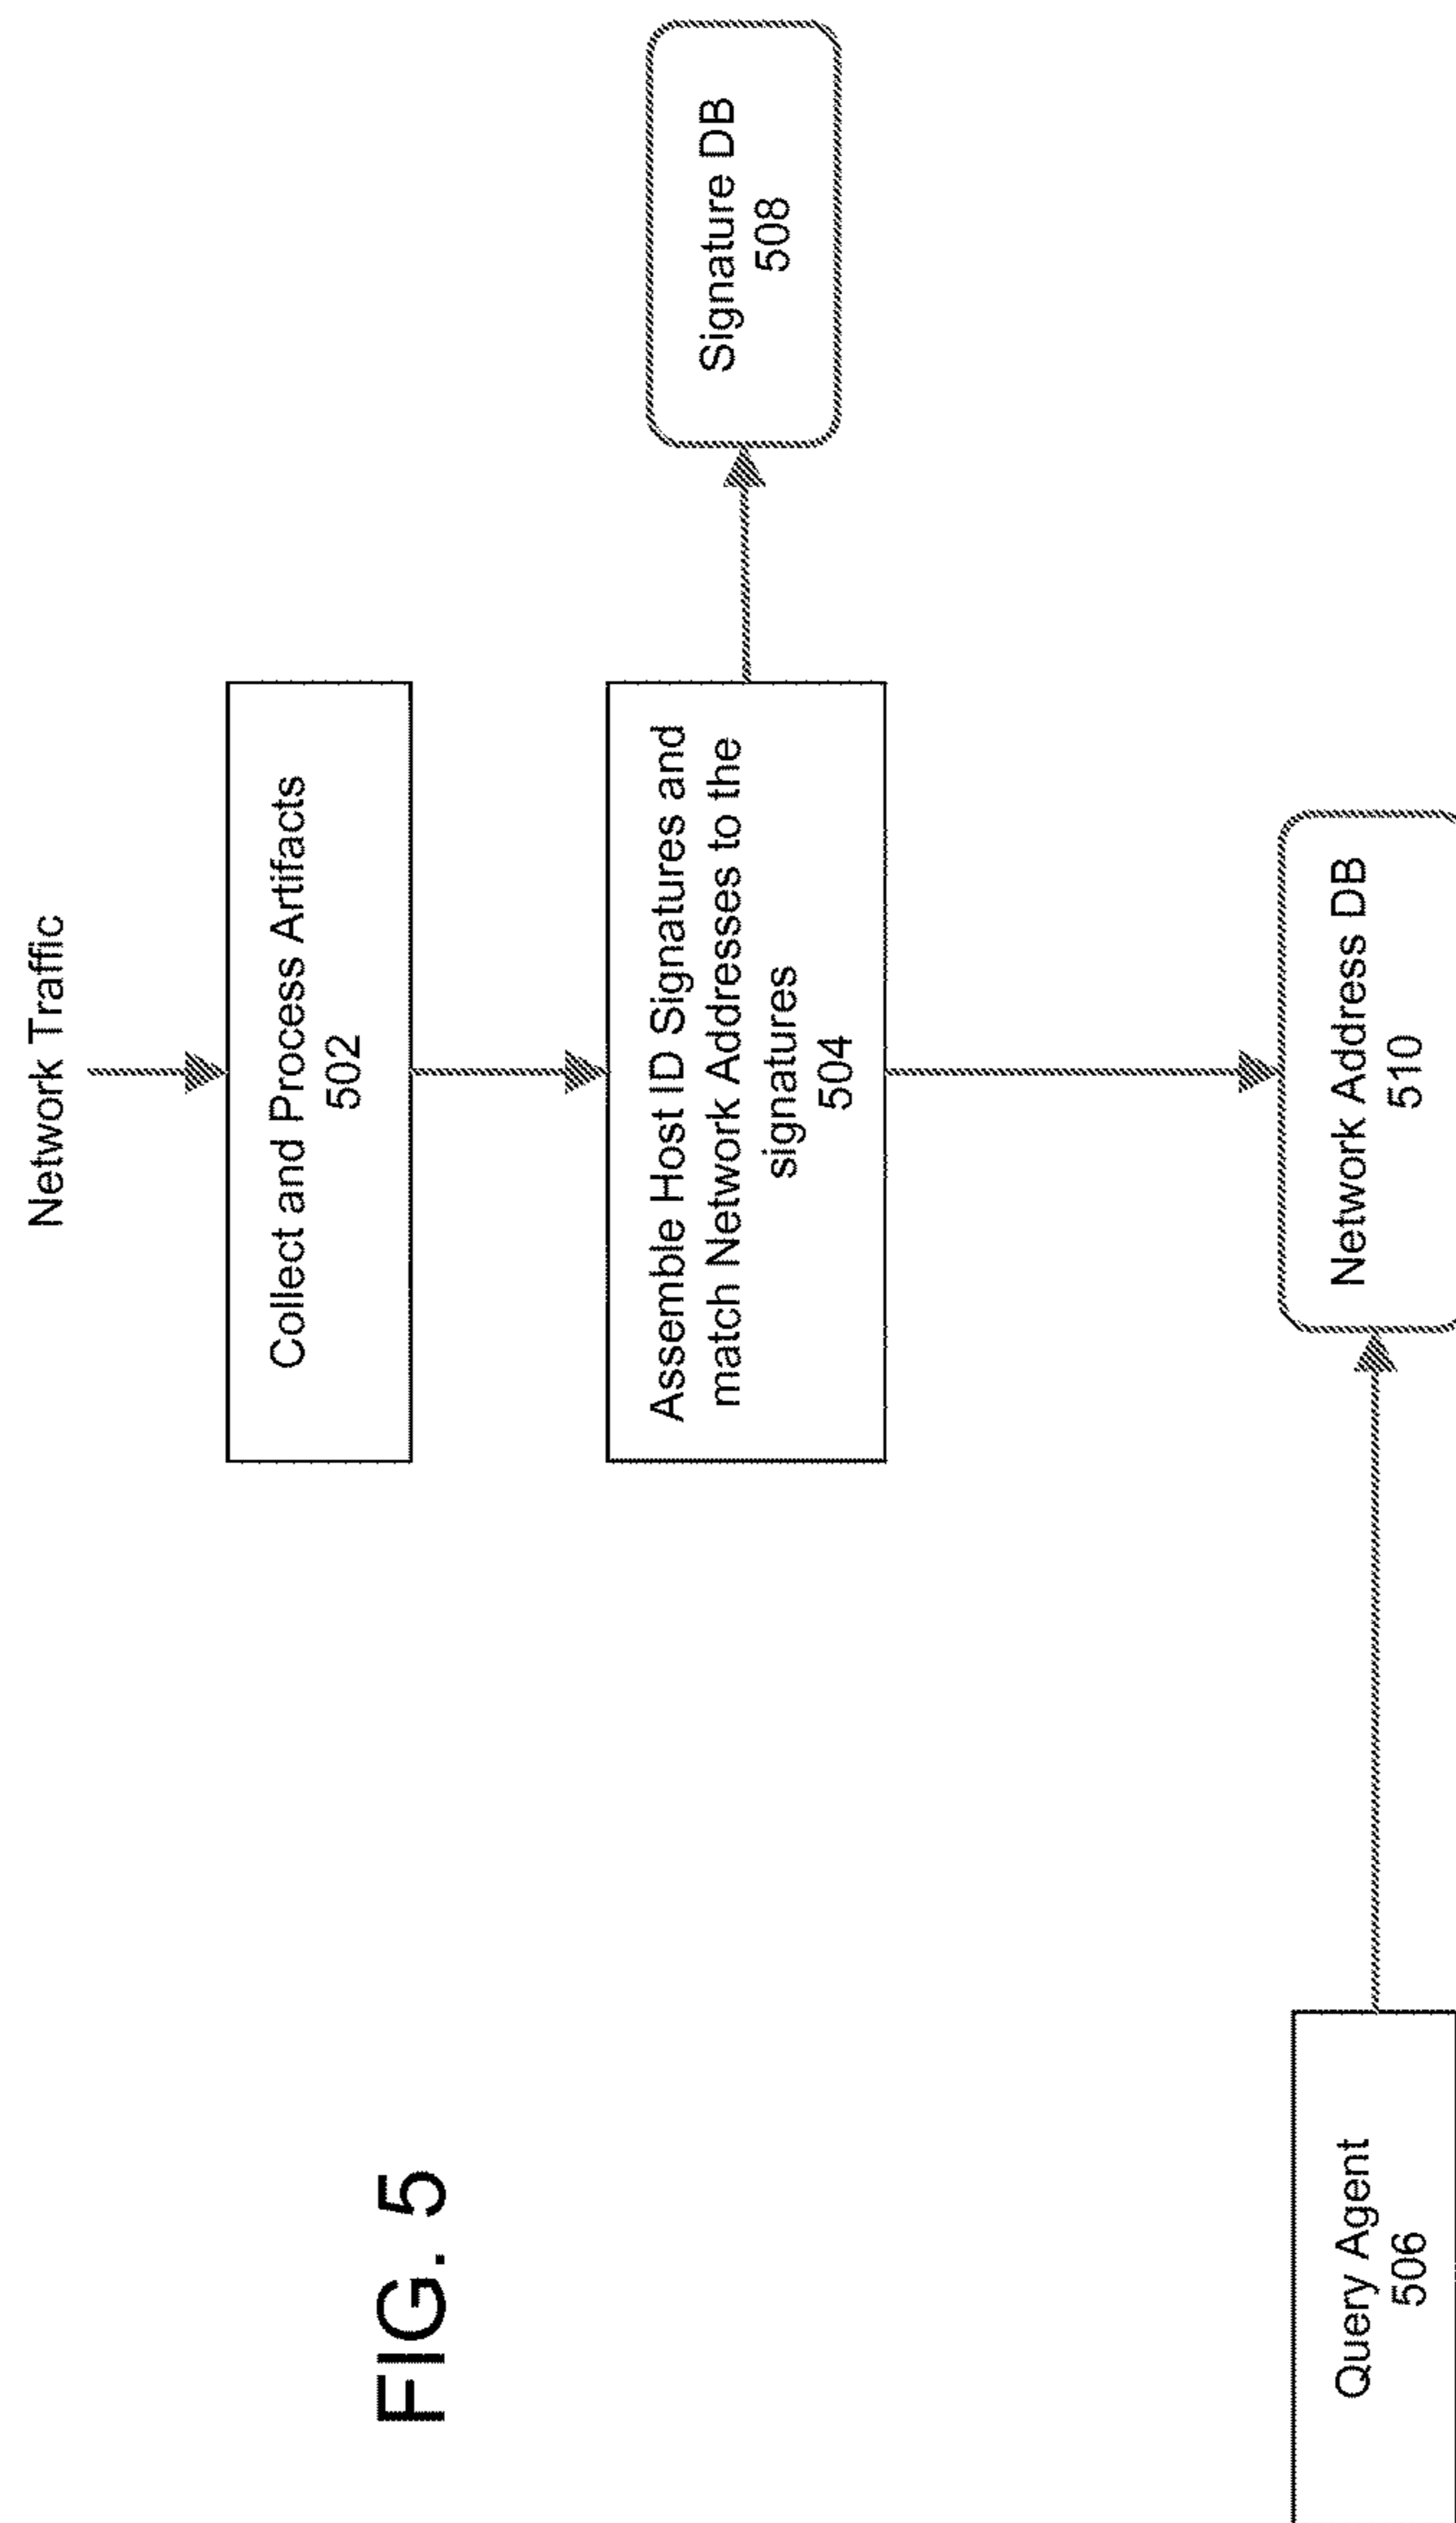 Network Traffic
Collect and Process Artifacts
502
Assemble Host ID Signatures and
match Network Addresses to the
signatures
504
Signature DB
508
Network Address DB
510
Query Agent
506
FIG. 5